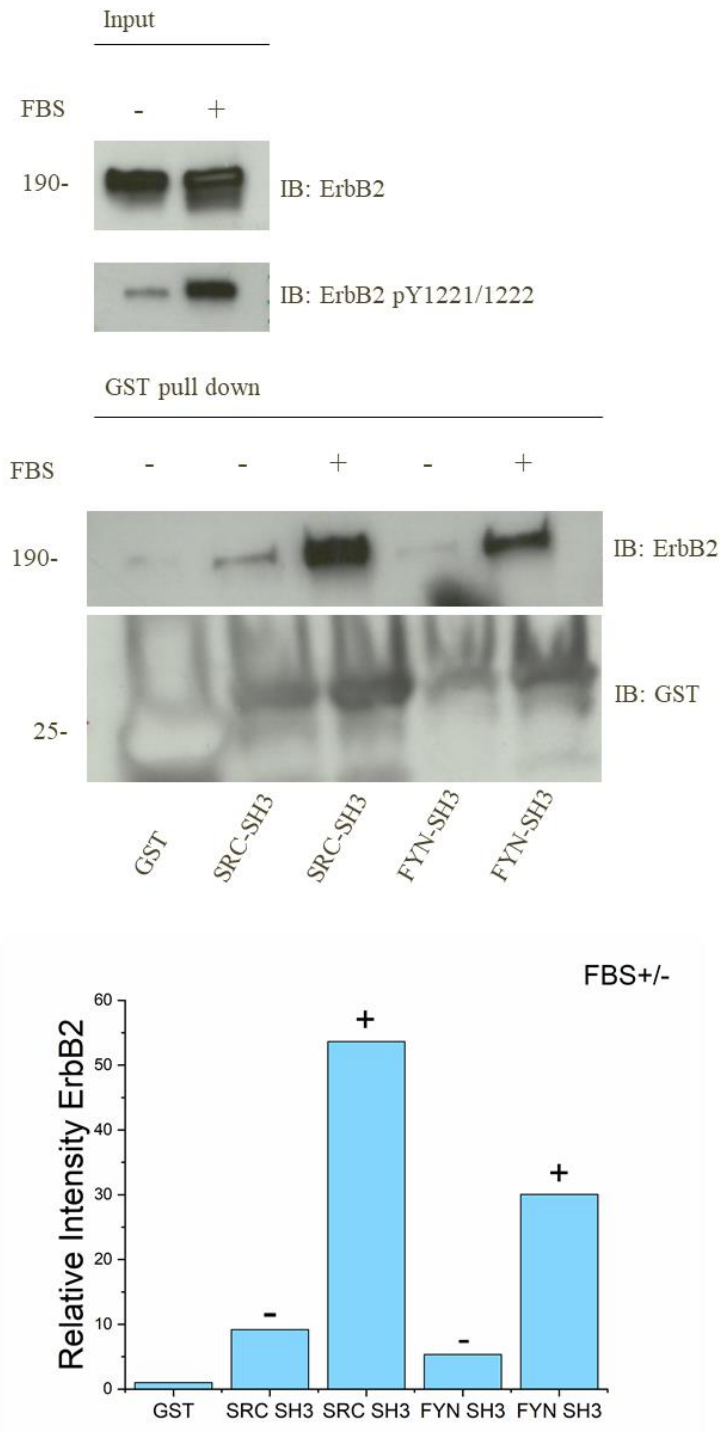 Input
FBS - +
190- IB: ErbB2
IB: ErbB2 pY1221/1222
GST pull down
FBS - - + - +
190- IB: ErbB2
25- IB: GST
GST SRC-SH3 SRC-SH3 FYN-SH3 FYN-SH3
FBS+/-
Relative Intensity ErbB2
60
50
40
30
20
10
0
- + - +
GST SRC SH3 SRC SH3 FYN SH3 FYN SH3